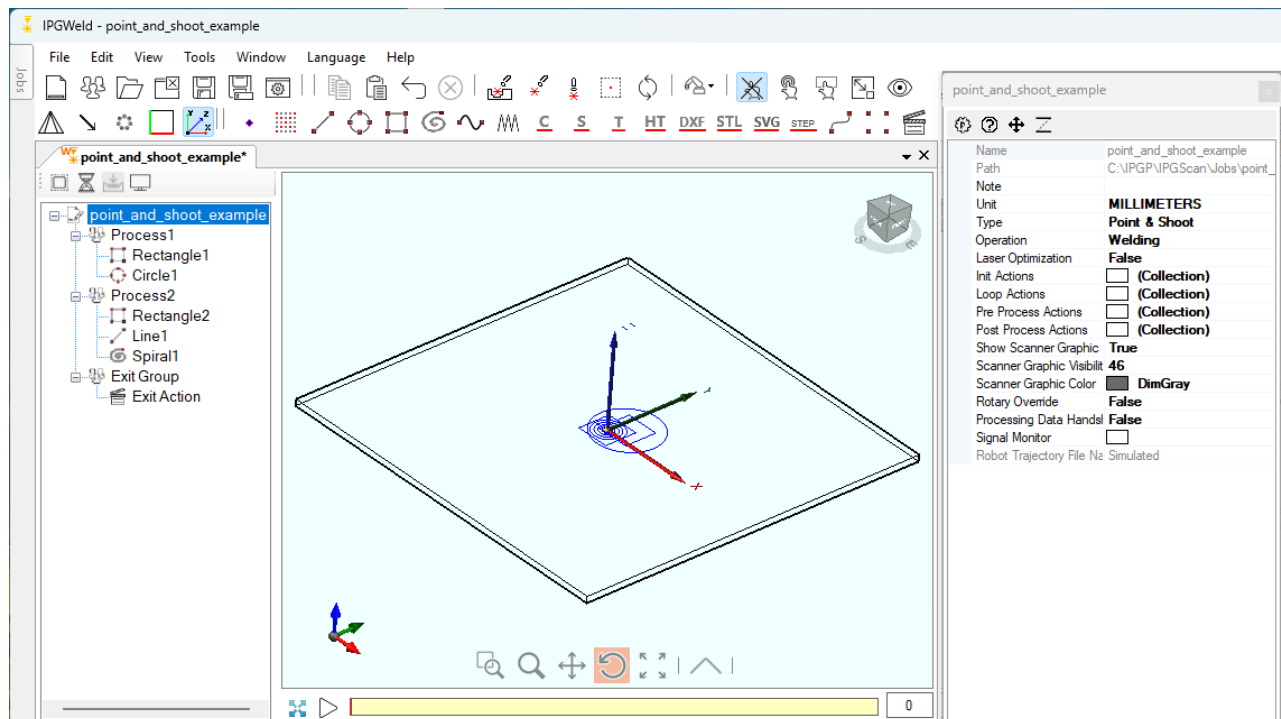 IPGWeld - point_and_shoot_example
File Edit View Tools Window Language Help
Jobs
C S T HT DXF STL SVG STEP
point_and_shoot_example*
point_and_shoot_example
Process1
Rectangle1
Circle1
Process2
Rectangle2
Line1
Spiral1
Exit Group
Exit Action
X
0
point_and_shoot_example
Name point_and_shoot_example
Path C:\IPGP\IPGScan\Jobs\point_
Note
Unit MILLIMETERS
Type Point & Shoot
Operation Welding
Laser Optimization False
Init Actions (Collection)
Loop Actions (Collection)
Pre Process Actions (Collection)
Post Process Actions (Collection)
Show Scanner Graphic True
Scanner Graphic Visibilit 46
Scanner Graphic Color DimGray
Rotary Override False
Processing Data Handsl False
Signal Monitor
Robot Trajectory File Na Simulated